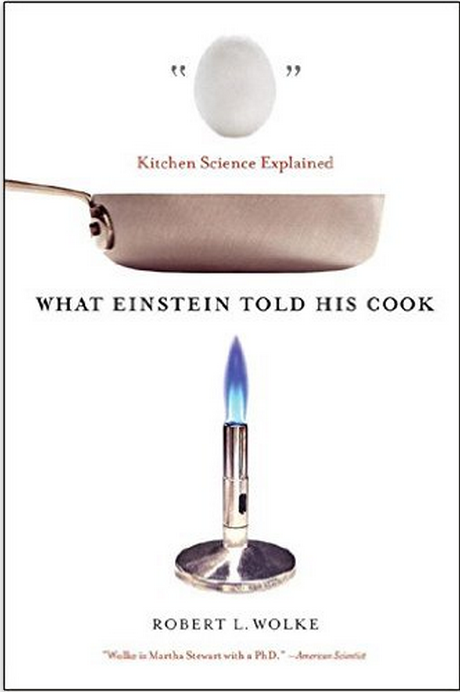 “ ”
Kitchen Science Explained
WHAT EINSTEIN TOLD HIS COOK
ROBERT L. WOLKE
“Wolke is Martha Stewart with a PhD.” —American Scientist